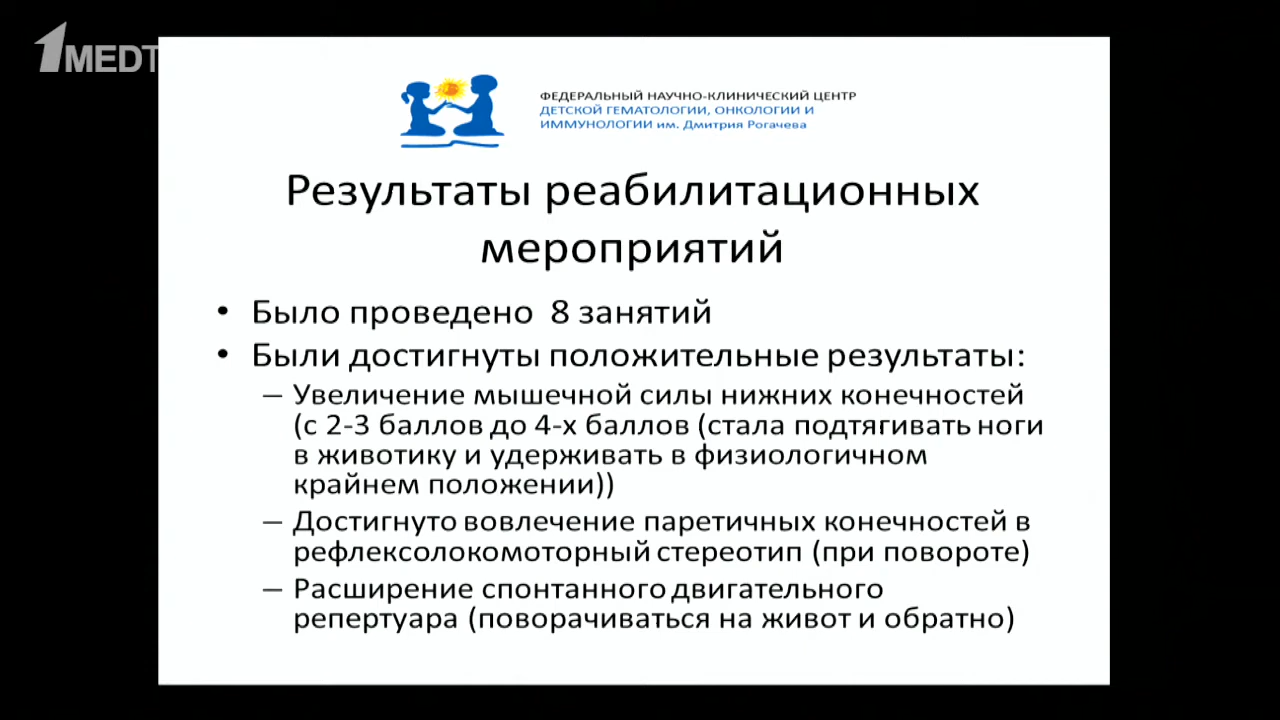 1MEDT
ФЕДЕРАЛЬНЫЙ НАУЧНО-КЛИНИЧЕСКИЙ ЦЕНТР
ДЕТСКОЙ ГЕМАТОЛОГИИ, ОНКОЛОГИИ И
ИММУНОЛОГИИ им. Дмитрия Рогачева
Результаты реабилитационных
мероприятий
• Было проведено 8 занятий
• Были достигнуты положительные результаты:
– Увеличение мышечной силы нижних конечностей
(с 2-3 баллов до 4-х баллов (стала подтягивать ноги
в животику и удерживать в физиологичном
крайнем положении))
– Достигнуто вовлечение паретичных конечностей в
рефлексолокомоторный стереотип (при повороте)
– Расширение спонтанного двигательного
репертуара (поворачиваться на живот и обратно)